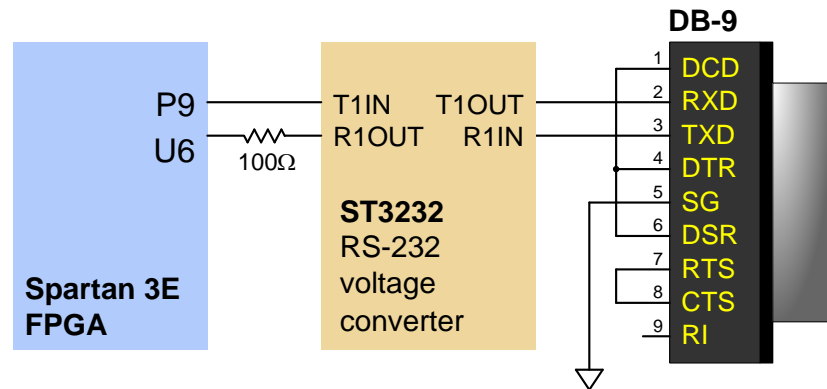 DB-9
P9
U6
100Ω
Spartan 3E
FPGA
T1IN T1OUT
R1OUT R1IN
ST3232
RS-232
voltage
converter
1 DCD
2 RXD
3 TXD
4 DTR
5 SG
6 DSR
7 RTS
8 CTS
9 RI